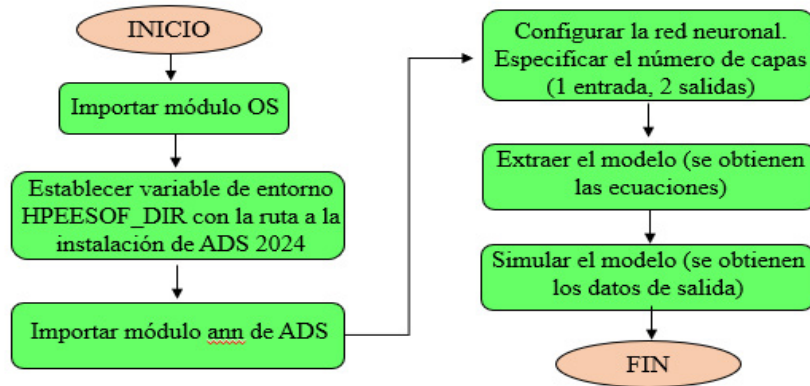 INICIO
Importar módulo OS
Establecer variable de entorno
HPEESOF_DIR con la ruta a la
instalación de ADS 2024
Importar módulo ann de ADS
Configurar la red neuronal.
Especificar el número de capas
(1 entrada, 2 salidas)
Extraer el modelo (se obtienen
las ecuaciones)
Simular el modelo (se obtienen
los datos de salida)
FIN